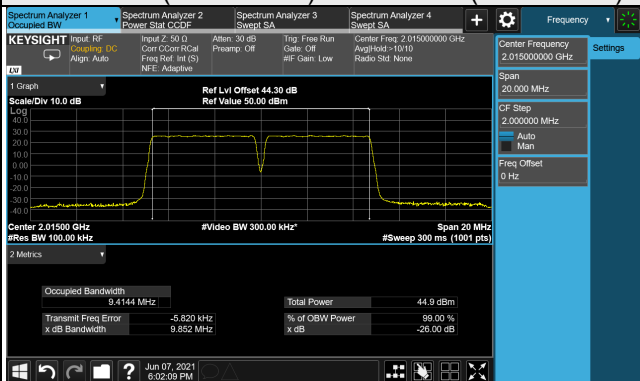 Spectrum Analyzer 1
Occupied BW
Spectrum Analyzer 2
Power Stat CCDF
Spectrum Analyzer 3
Swept SA
Spectrum Analyzer 4
Swept SA
Frequency
KEYSIGHT
Input: RF
Coupling: DC
Align: Auto
Input Z: 50 Ω
Corr CCorr RCal
Freq Ref: Int (S)
NFE: Adaptive
Atten: 30 dB
Preamp: Off
Trig: Free Run
Gate: Off
#IF Gain: Low
Center Freq: 2.015000000 GHz
Avg|Hold:>10/10
Radio Std: None
LXI
Center Frequency
2.015000000 GHz
Settings
Span
20.000 MHz
CF Step
2.000000 MHz
Auto
Man
Freq Offset
0 Hz
1 Graph
Scale/Div 10.0 dB
Ref Lvl Offset 44.30 dB
Ref Value 50.00 dBm
Log
40.0
30.0
20.0
10.0
0.00
-10.0
-20.0
-30.0
-40.0
Center 2.01500 GHz
#Res BW 100.00 kHz
#Video BW 300.00 kHz*
Span 20 MHz
#Sweep 300 ms (1001 pts)
2 Metrics
Occupied Bandwidth
9.4144 MHz
Total Power 44.9 dBm
Transmit Freq Error -5.820 kHz
% of OBW Power 99.00 %
x dB Bandwidth 9.852 MHz
x dB -26.00 dB
Jun 07, 2021
6:02:09 PM